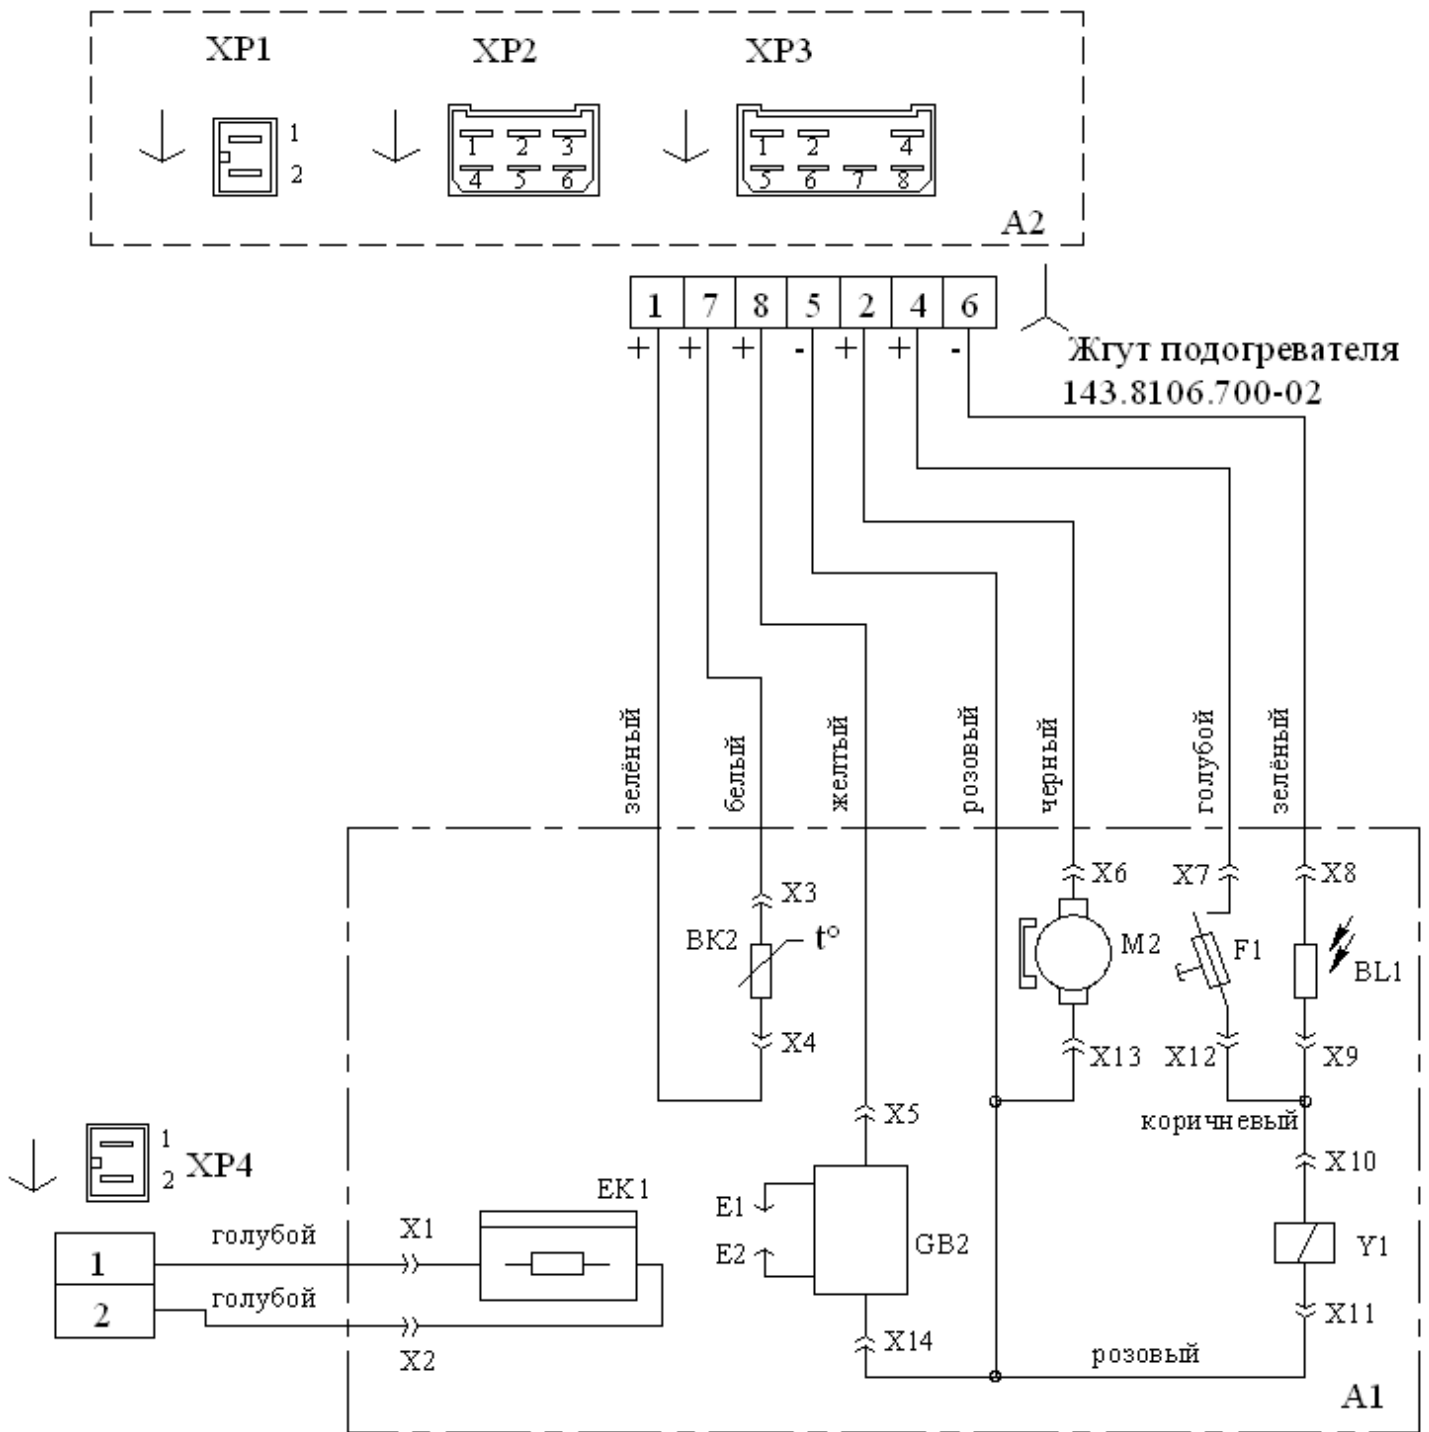 XP1 XP2 XP3
1
2
1 2 3
4 5 6
1 2 4
5 6 7 8
A2
1 7 8 5 2 4 6
+ + + - + + -
Жгут подогревателя
143.8106.700-02
зелёный
белый
желтый
розовый
черный
голубой
зелёный
X3
BK2
t°
X4
X6
M2
X13
X7
F1
X12
X8
BL1
X9
коричневый
X5
E1
E2
GB2
X14
X10
Y1
X11
розовый
1
2
XP4
EK1
голубой
X1
1
2
голубой
X2
A1